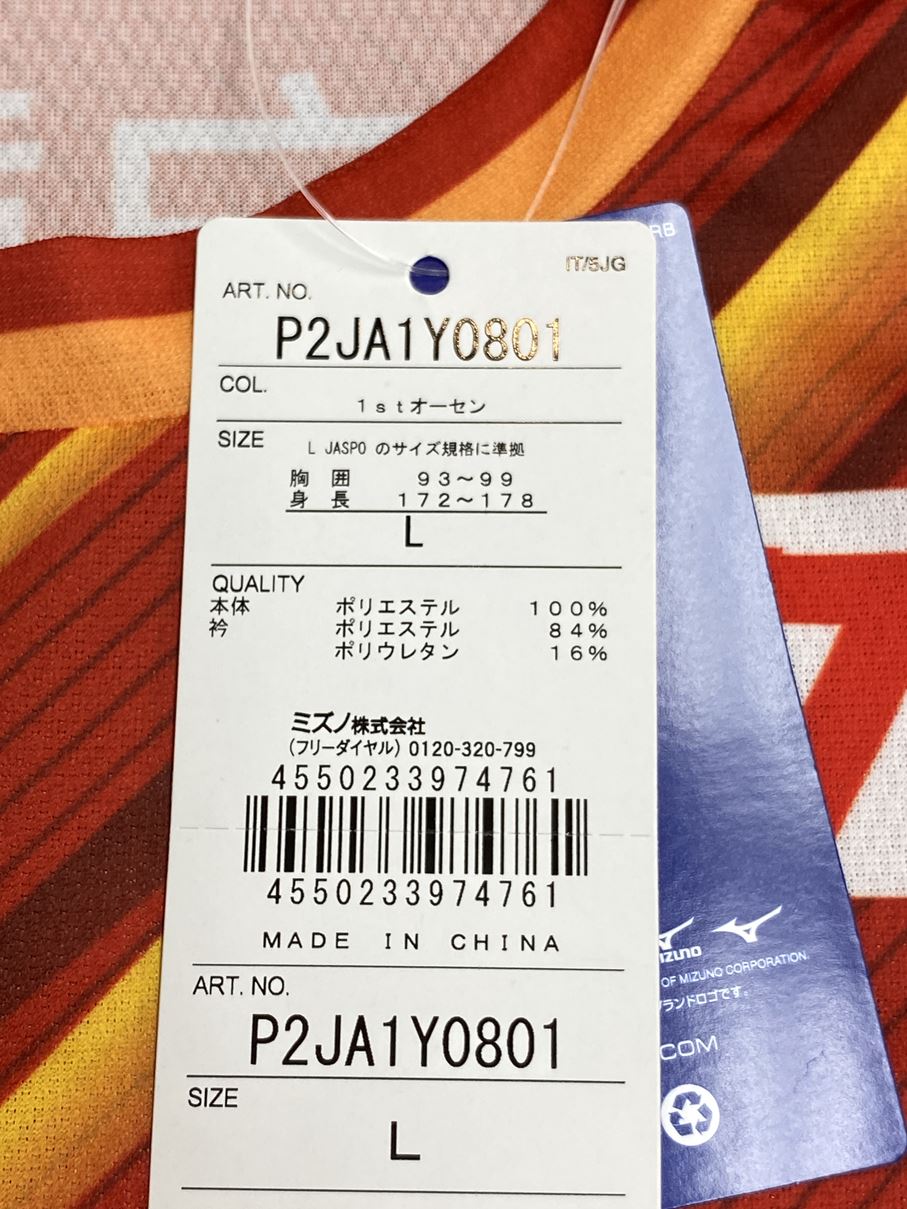 IT/5JG
ART. NO.
P2JA1Y0801
COL.
1stオーセン
SIZE
L JASPO のサイズ規格に準拠
胸 囲 93～99
身 長 172～178
L
QUALITY
本体 ポリエステル 100%
衿 ポリエステル 84%
ポリウレタン 16%
ミズノ株式会社
(フリーダイヤル) 0120-320-799
4550233974761
4550233974761
MADE IN CHINA
ART. NO.
P2JA1Y0801
SIZE
L
RB
IZUNO
OF MIZUNO CORPORATION.
ランドロゴです。
.COM